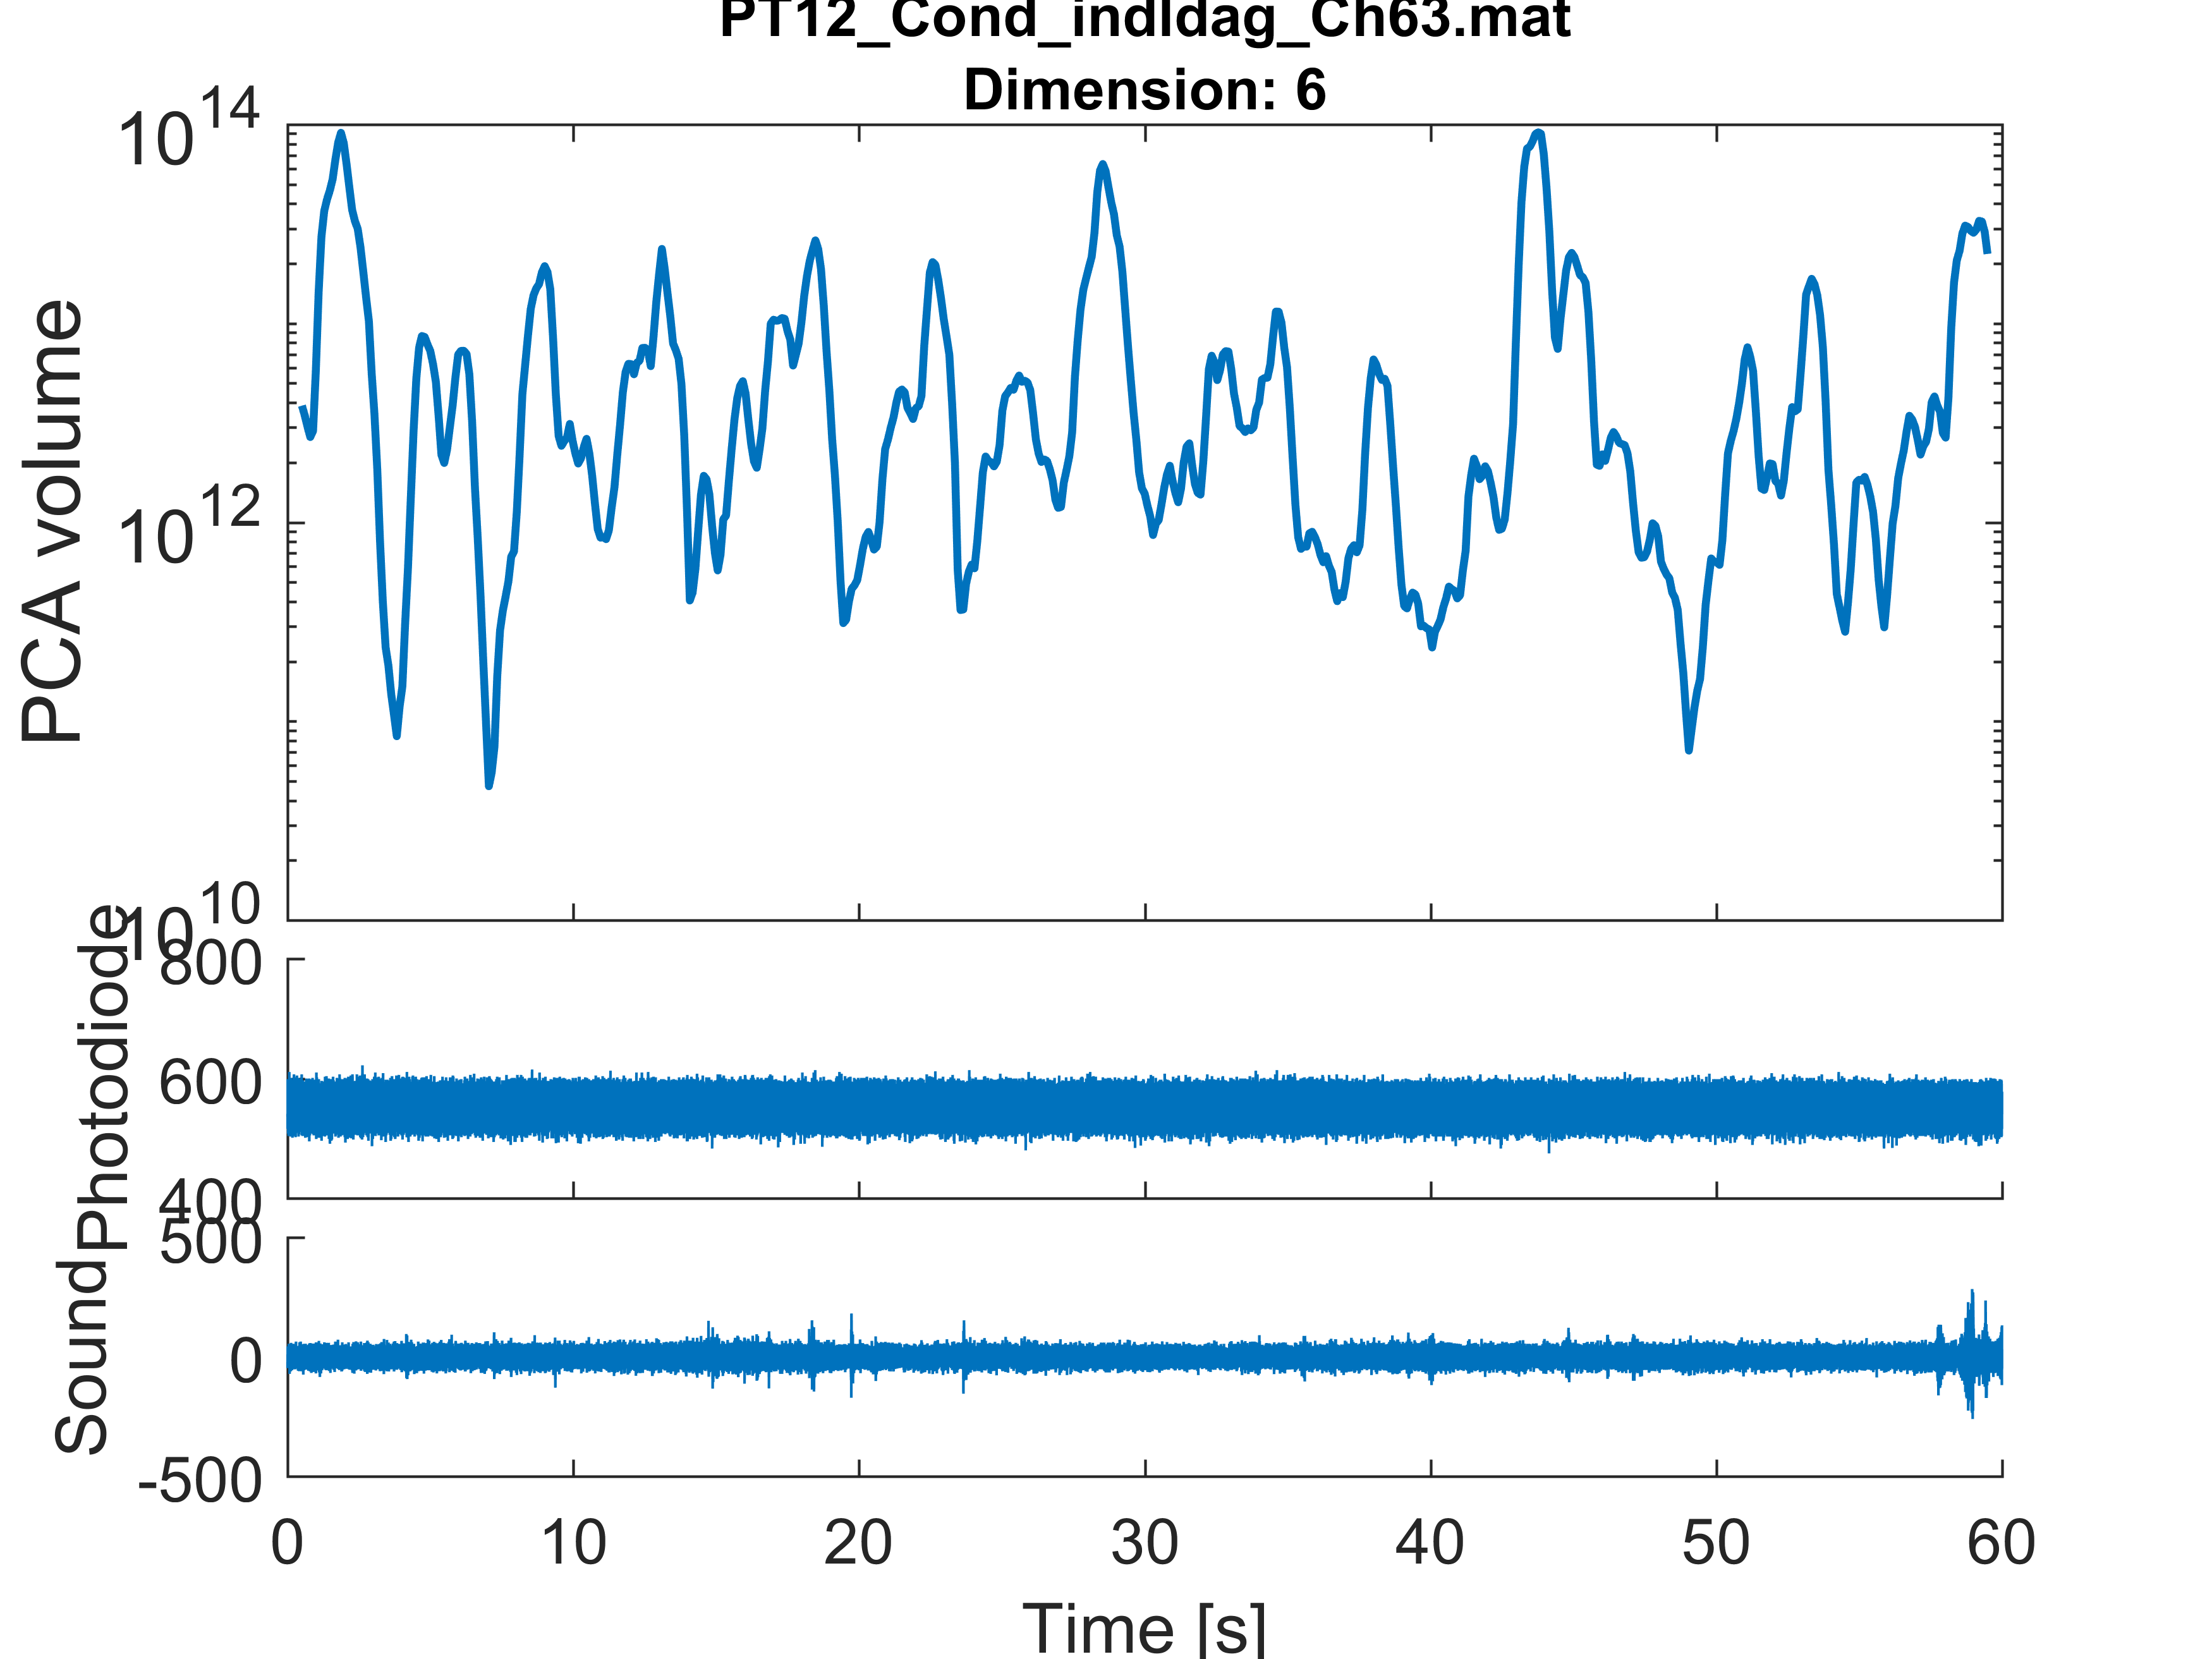 PT12_Cond_indIdag_Ch63.mat
Dimension: 6
PCA volume
10^14
10^12
10^10
Photodiode
800
600
400
Sound
500
0
-500
0 10 20 30 40 50 60
Time [s]